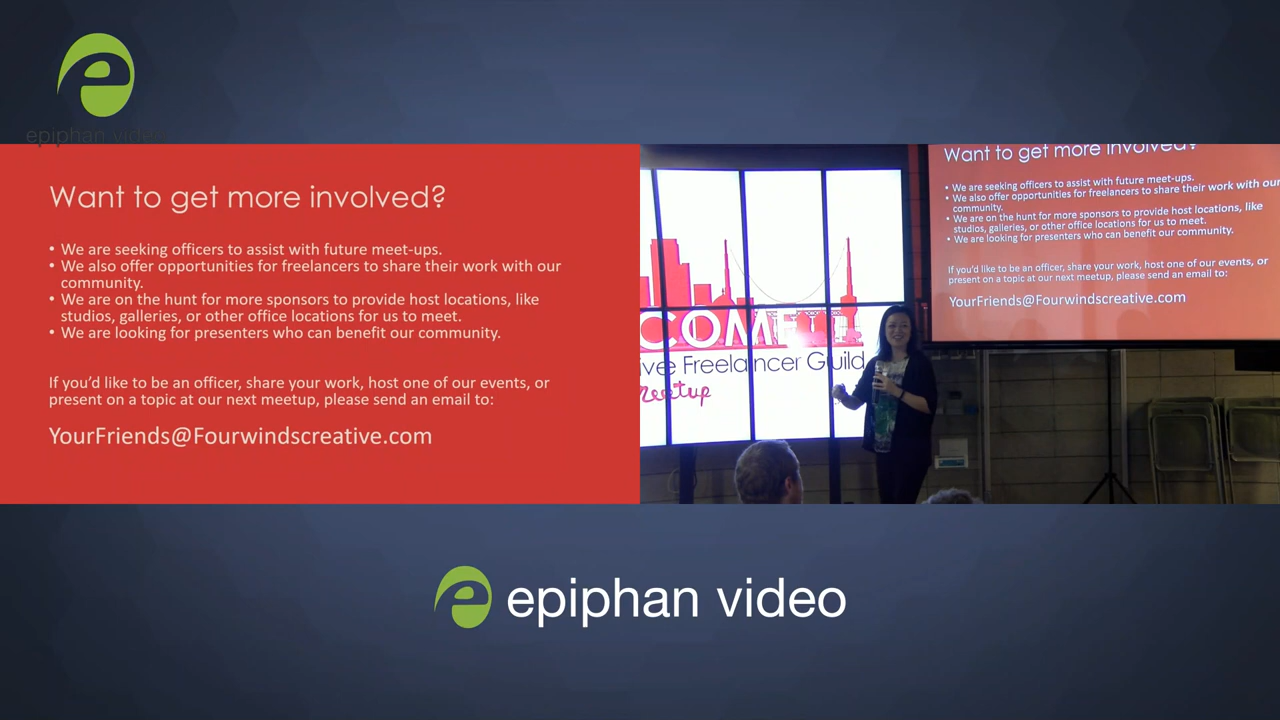 epiphan video
Want to get more involved?
• We are seeking officers to assist with future meet-ups.
• We also offer opportunities for freelancers to share their work with our
community.
• We are on the hunt for more sponsors to provide host locations, like
studios, galleries, or other office locations for us to meet.
• We are looking for presenters who can benefit our community.
If you'd like to be an officer, share your work, host one of our events, or
present on a topic at our next meetup, please send an email to:
YourFriends@Fourwindscreative.com
COME
ive Freelancer Guild
meetup
Want to get more involved?
• We are seeking officers to assist with future meet-ups.
• We also offer opportunities for freelancers to share their work with our
community.
• We are on the hunt for more sponsors to provide host locations, like
studios, galleries, or other office locations for us to meet.
• We are looking for presenters who can benefit our community.
If you'd like to be an officer, share your work, host one of our events, or
present on a topic at our next meetup, please send an email to:
YourFriends@Fourwindscreative.com
epiphan video